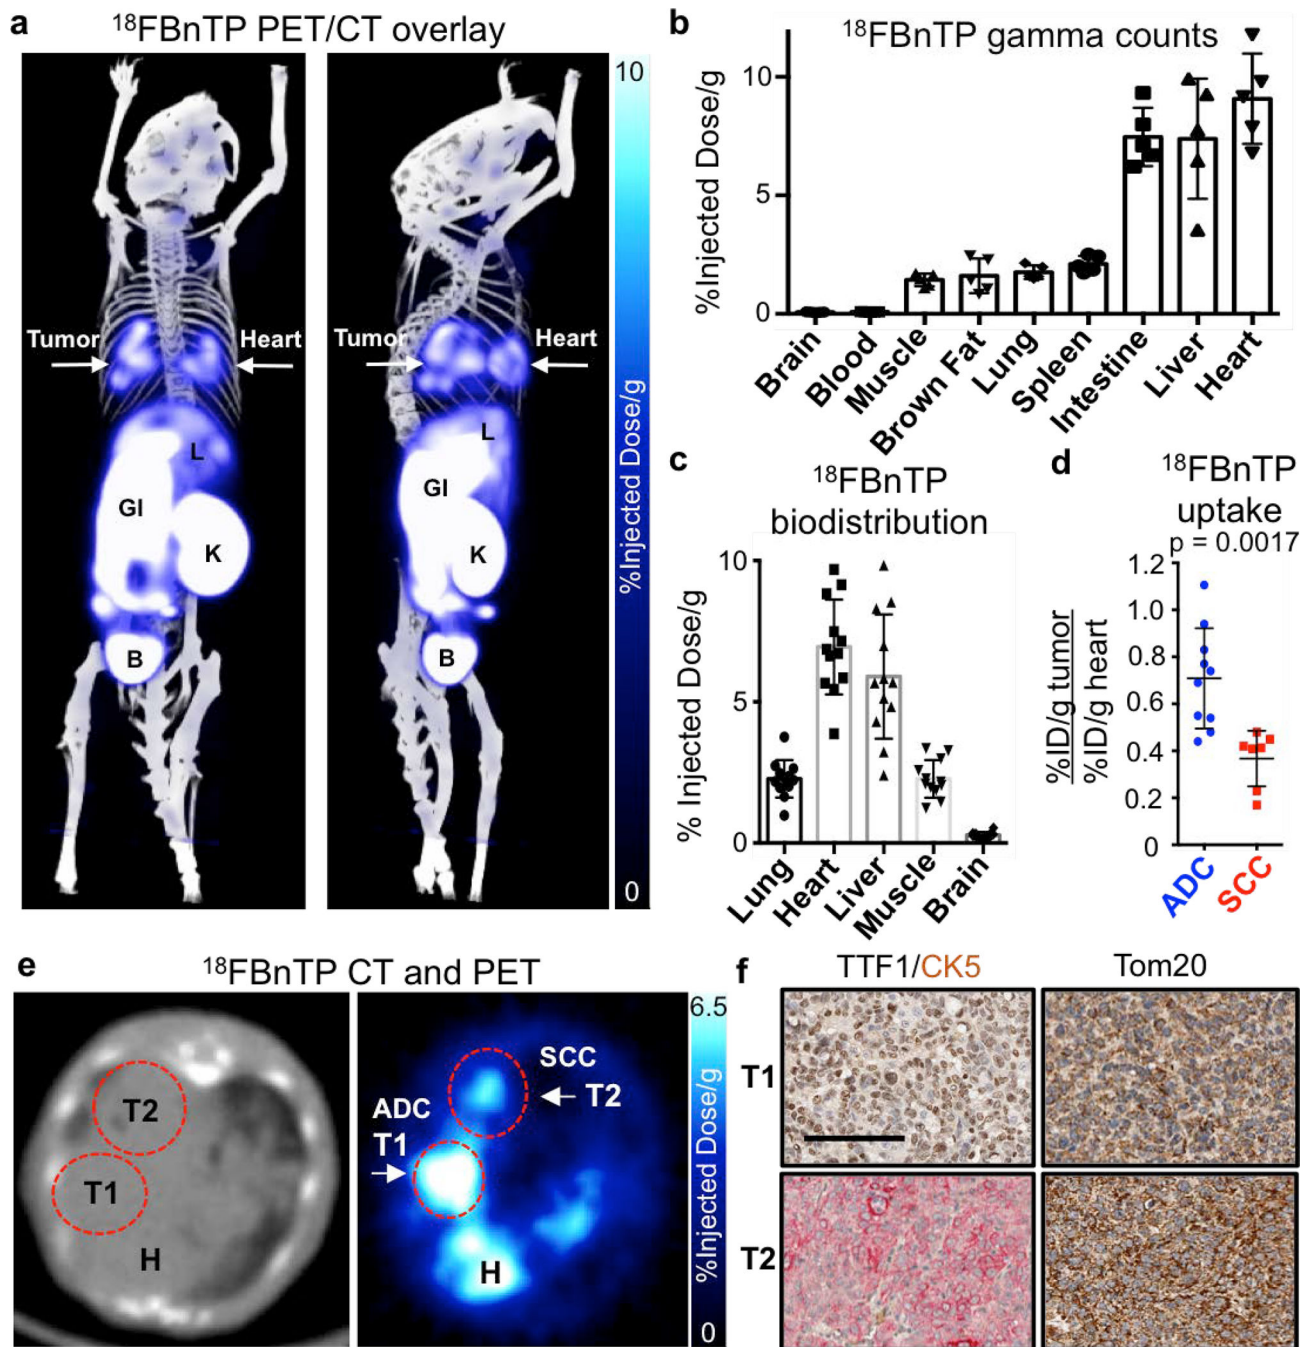 a
¹⁸FBnTP PET/CT overlay
Tumor
Heart
L
GI
K
B
Tumor
Heart
L
GI
K
B
10
%Injected Dose/g
0
b
¹⁸FBnTP gamma counts
%Injected Dose/g
10
5
0
Brain
Blood
Muscle
Brown Fat
Lung
Spleen
Intestine
Liver
Heart
c
¹⁸FBnTP
biodistribution
% Injected Dose/g
10
5
0
Lung
Heart
Liver
Muscle
Brain
d
¹⁸FBnTP
uptake
p = 0.0017
%ID/g tumor
%ID/g heart
1.2
1.0
0.8
0.6
0.4
0.2
0
ADC
SCC
e
¹⁸FBnTP CT and PET
T2
T1
H
SCC
T2
ADC
T1
H
6.5
%Injected Dose/g
0
f
TTF1/CK5
Tom20
T1
T2